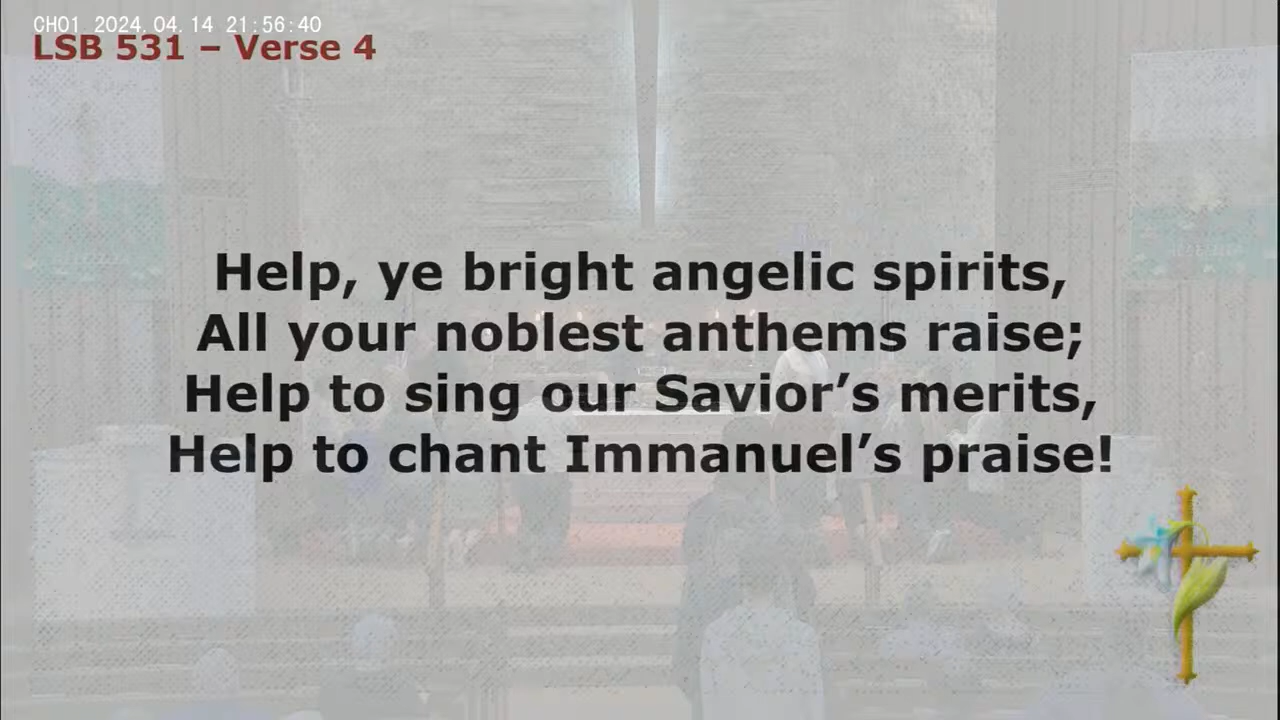 CH01 2024.04.14 21:56:40
LSB 531 – Verse 4
Help, ye bright angelic spirits,
All your noblest anthems raise;
Help to sing our Savior’s merits,
Help to chant Immanuel’s praise!